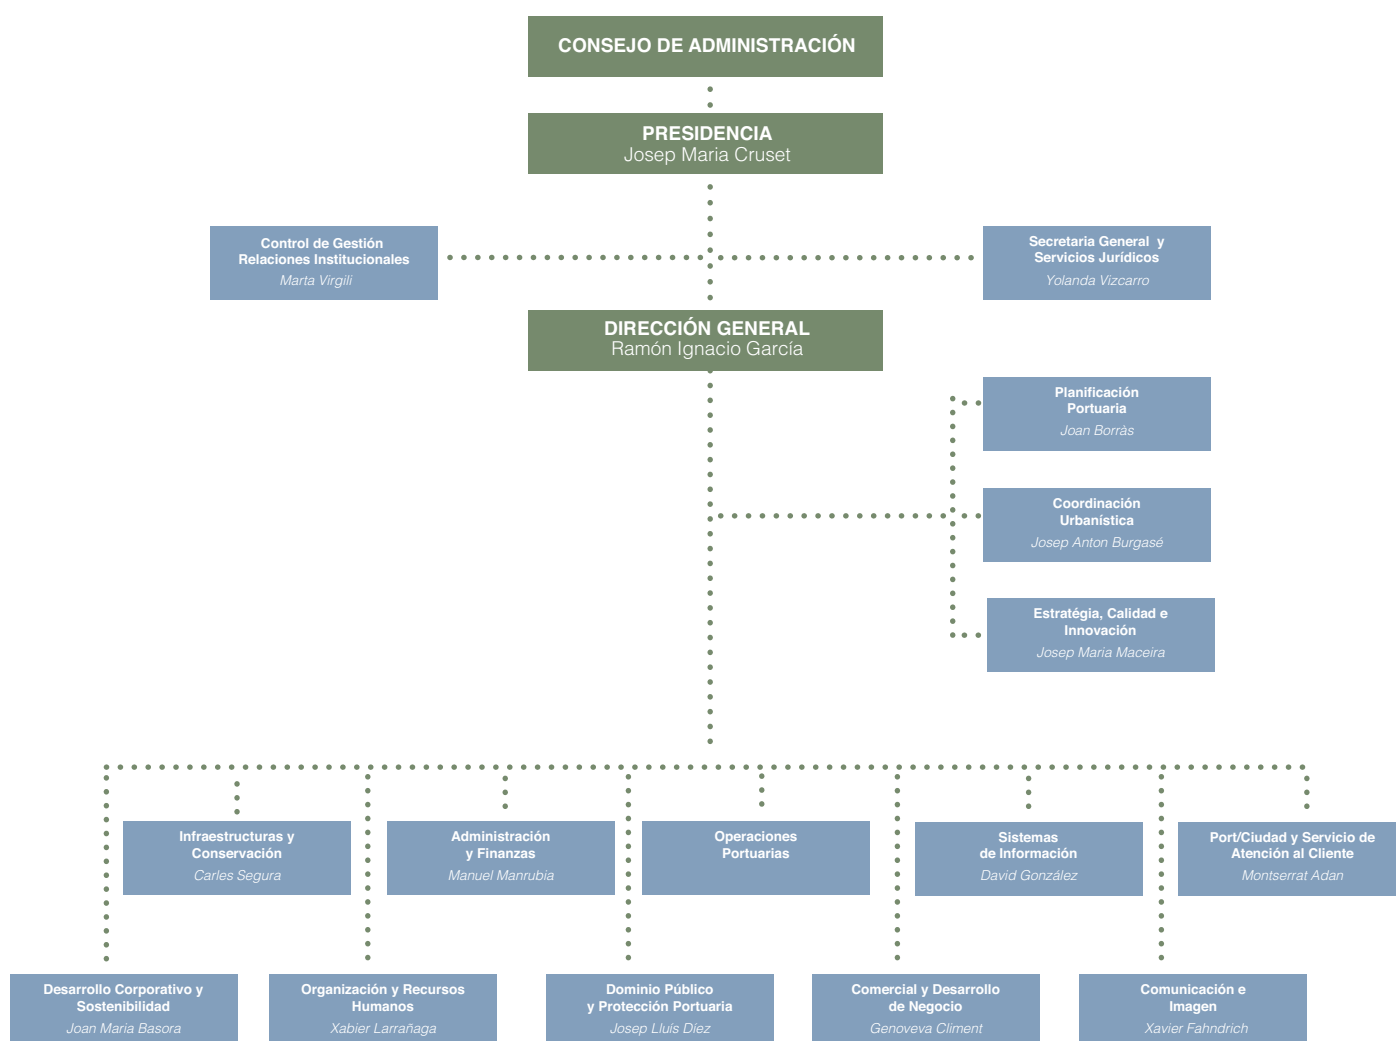 CONSEJO DE ADMINISTRACIÓN
PRESIDENCIA
Josep Maria Cruset
Control de Gestión
Relaciones Institucionales
Marta Virgili
Secretaria General y
Servicios Jurídicos
Yolanda Vizcarro
DIRECCIÓN GENERAL
Ramón Ignacio García
Planificación
Portuaria
Joan Borràs
Coordinación
Urbanística
Josep Anton Burgasé
Estratégia, Calidad e
Innovación
Josep Maria Maceira
Infraestructuras y
Conservación
Carles Segura
Administración
y Finanzas
Manuel Manrubia
Operaciones
Portuarias
Sistemas
de Información
David González
Port/Ciudad y Servicio de
Atención al Cliente
Montserrat Adan
Desarrollo Corporativo y
Sostenibilidad
Joan Maria Basora
Organización y Recursos
Humanos
Xabier Larrañaga
Dominio Público
y Protección Portuaria
Josep Lluís Díez
Comercial y Desarrollo
de Negocio
Genoveva Climent
Comunicación e
Imagen
Xavier Fahndrich